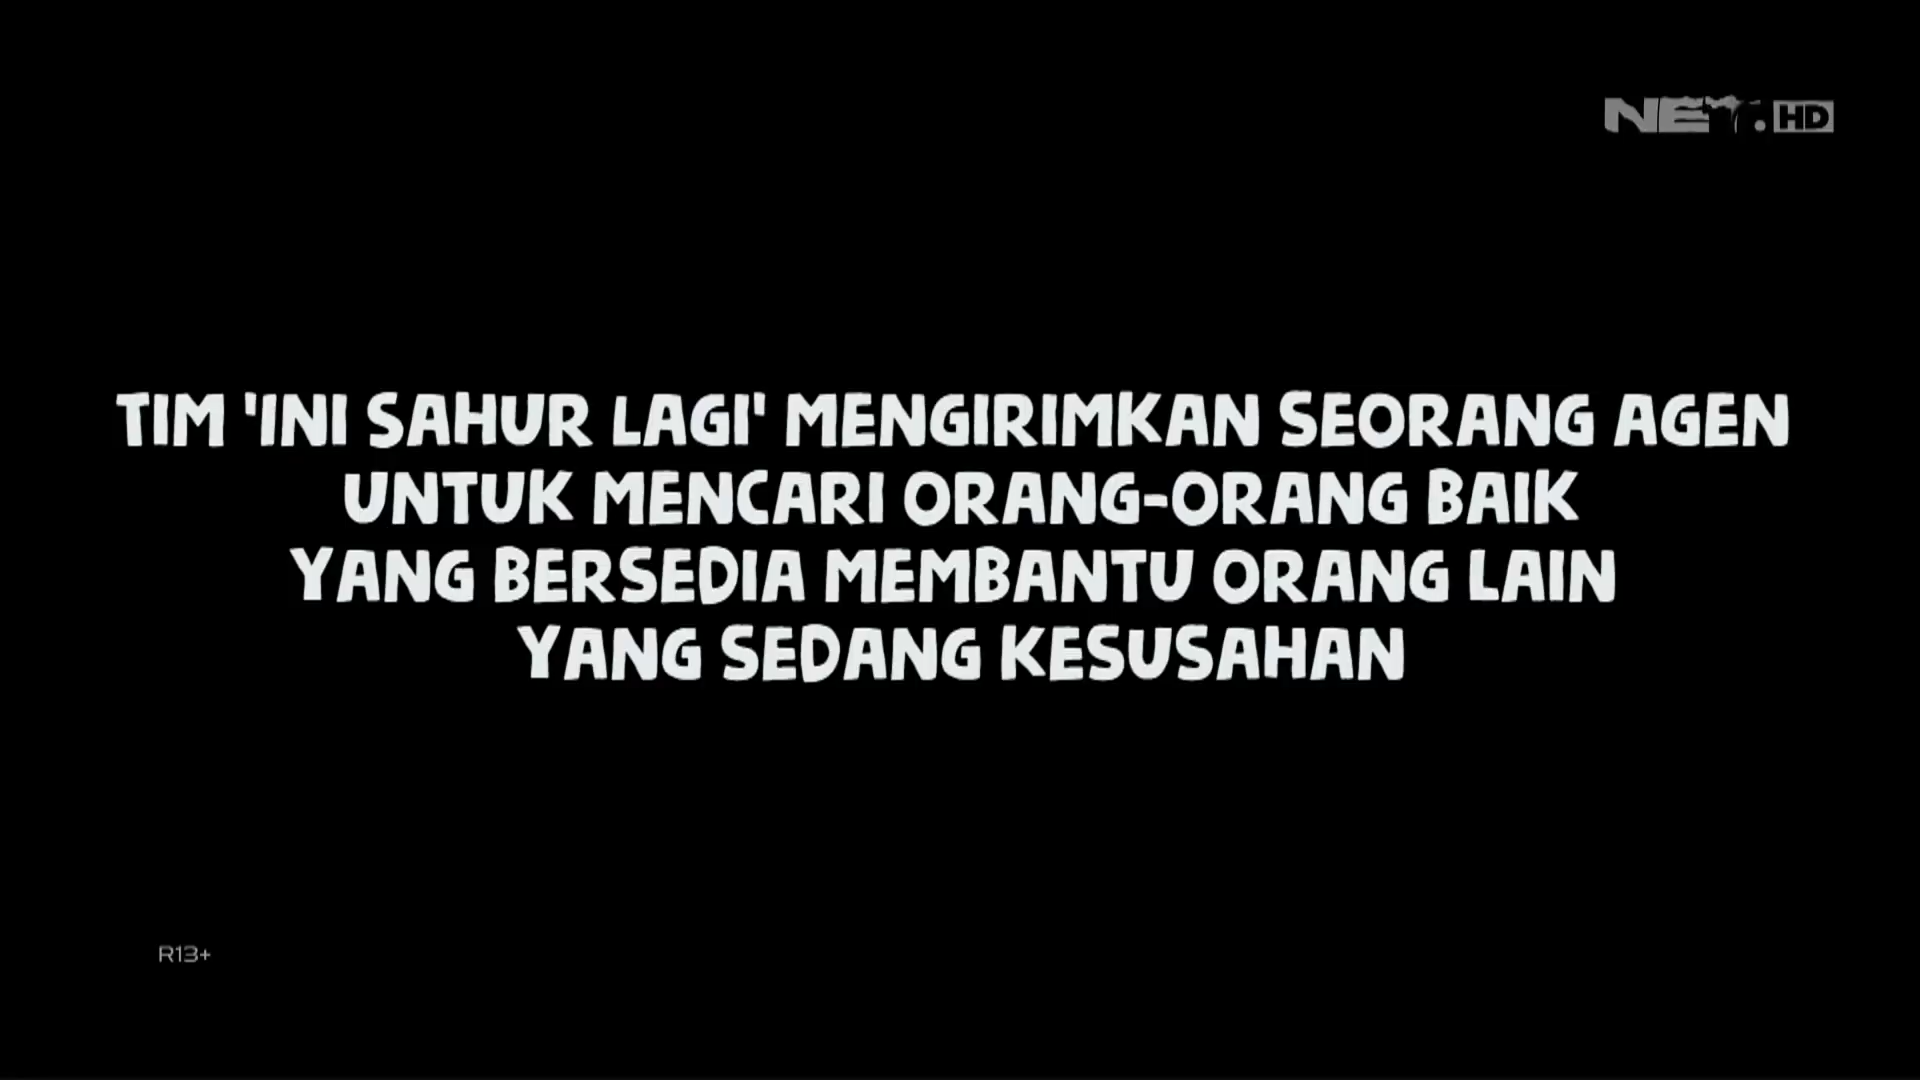 NET. HD
TIM 'INI SAHUR LAGI' MENGIRIMKAN SEORANG AGEN
UNTUK MENCARI ORANG-ORANG BAIK
YANG BERSEDIA MEMBANTU ORANG LAIN
YANG SEDANG KESUSAHAN
R13+